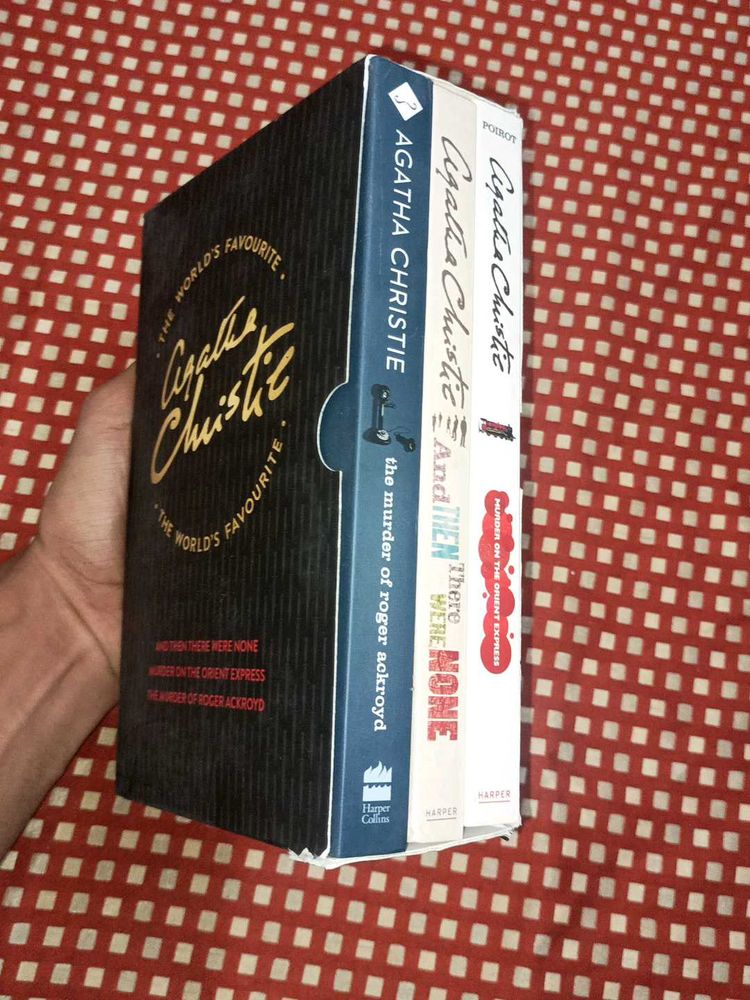 THE WORLD'S FAVOURITE
Agatha
Christie
THE WORLD'S FAVOURITE
AND THEN THERE WERE NONE
MURDER ON THE ORIENT EXPRESS
THE MURDER OF ROGER ACKROYD
AGATHA CHRISTIE
the murder of roger ackroyd
Harper
Collins
Agatha Christie
And THEN There WERE NONE
HARPER
POIROT
Agatha Christie
MURDER ON THE ORIENT EXPRESS
HARPER